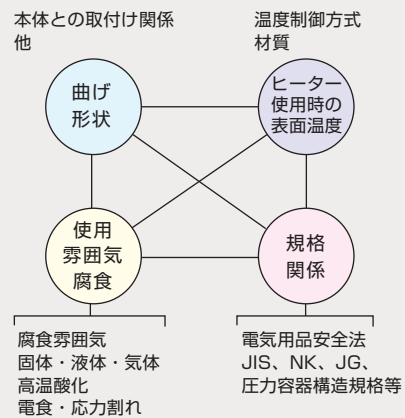 本体との取付け関係
他
温度制御方式
材質
曲げ
形状
ヒーター
使用時の
表面温度
使用
雰囲気
腐食
規格
関係
腐食雰囲気
固体・液体・気体
高温酸化
電食・応力割れ
電気用品安全法
JIS、NK、JG、
圧力容器構造規格等